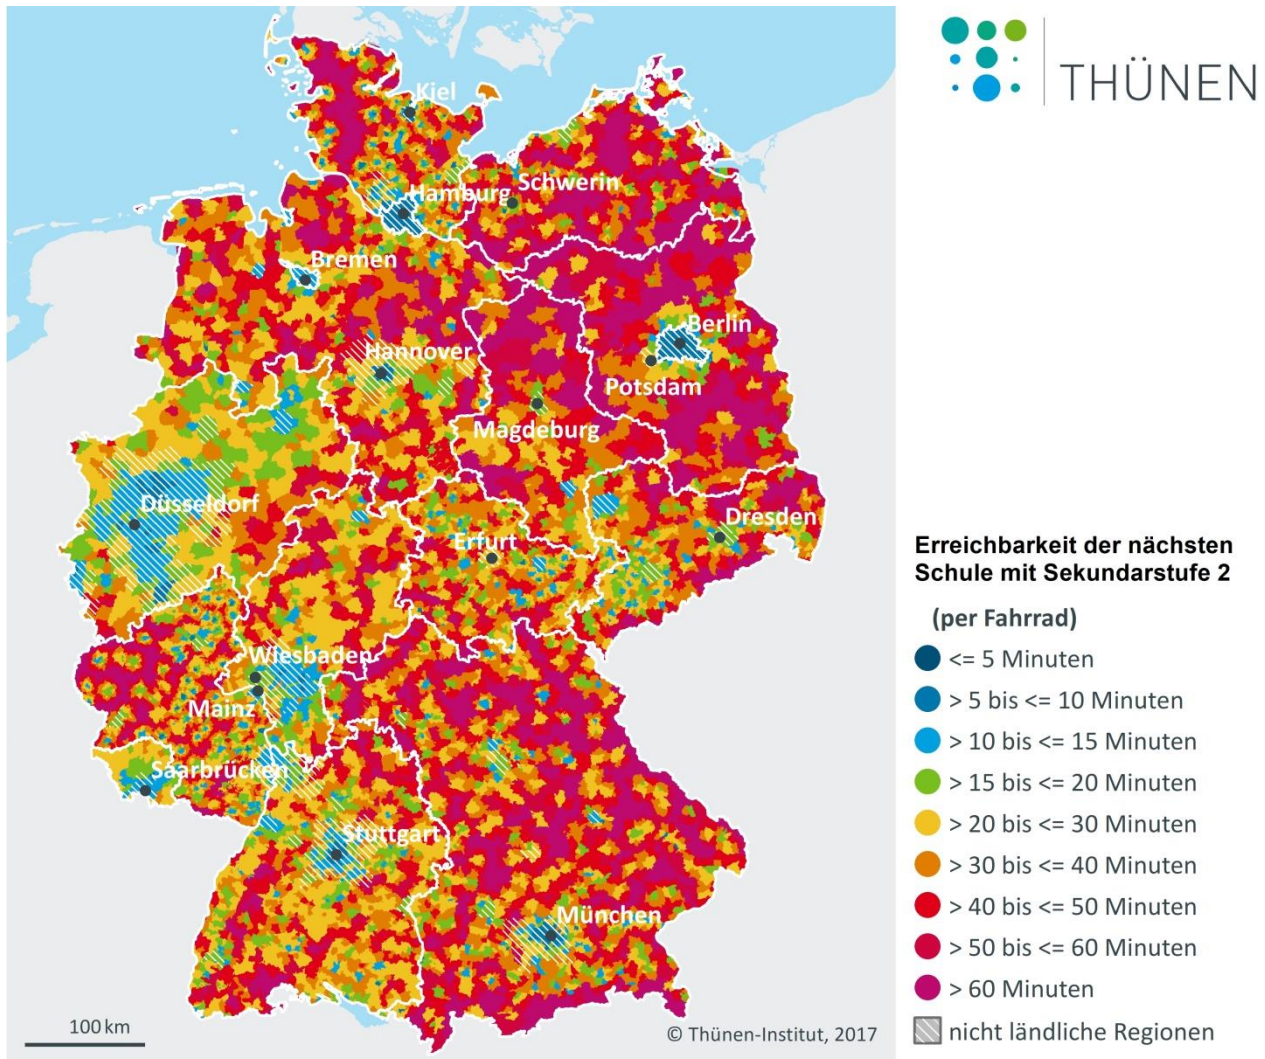 THÜNEN
Kiel
Hamburg
Schwerin
Bremen
Berlin
Hannover
Potsdam
Magdeburg
Düsseldorf
Dresden
Erfurt
Wiesbaden
Mainz
Saarbrücken
Stuttgart
München
Erreichbarkeit der nächsten
Schule mit Sekundarstufe 2
(per Fahrrad)
<= 5 Minuten
> 5 bis <= 10 Minuten
> 10 bis <= 15 Minuten
> 15 bis <= 20 Minuten
> 20 bis <= 30 Minuten
> 30 bis <= 40 Minuten
> 40 bis <= 50 Minuten
> 50 bis <= 60 Minuten
> 60 Minuten
nicht ländliche Regionen
100 km
© Thünen-Institut, 2017